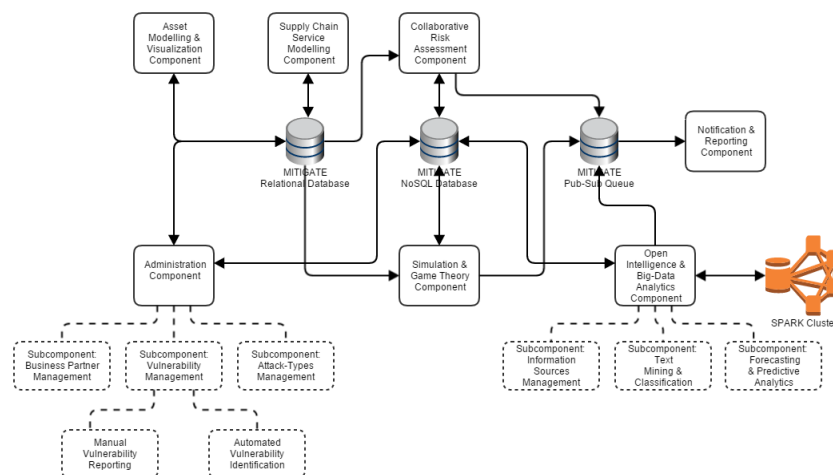 Asset
Modelling &
Visualization
Component
Supply Chain
Service
Modelling
Component
Collaborative
Risk
Assessment
Component
MITIGATE
Relational Database
MITIGATE
NoSQL Database
MITIGATE
Pub-Sub Queue
Notification &
Reporting
Component
Administration
Component
Simulation &
Game Theory
Component
Open
Intelligence &
Big-Data
Analytics
Component
SPARK Cluster
Subcomponent:
Business Partner
Management
Subcomponent:
Vulnerability
Management
Subcomponent:
Attack-Types
Management
Subcomponent:
Information
Sources
Management
Subcomponent:
Text
Mining &
Classification
Subcomponent:
Forecasting
& Predictive
Analytics
Manual
Vulnerability
Reporting
Automated
Vulnerability
Identification